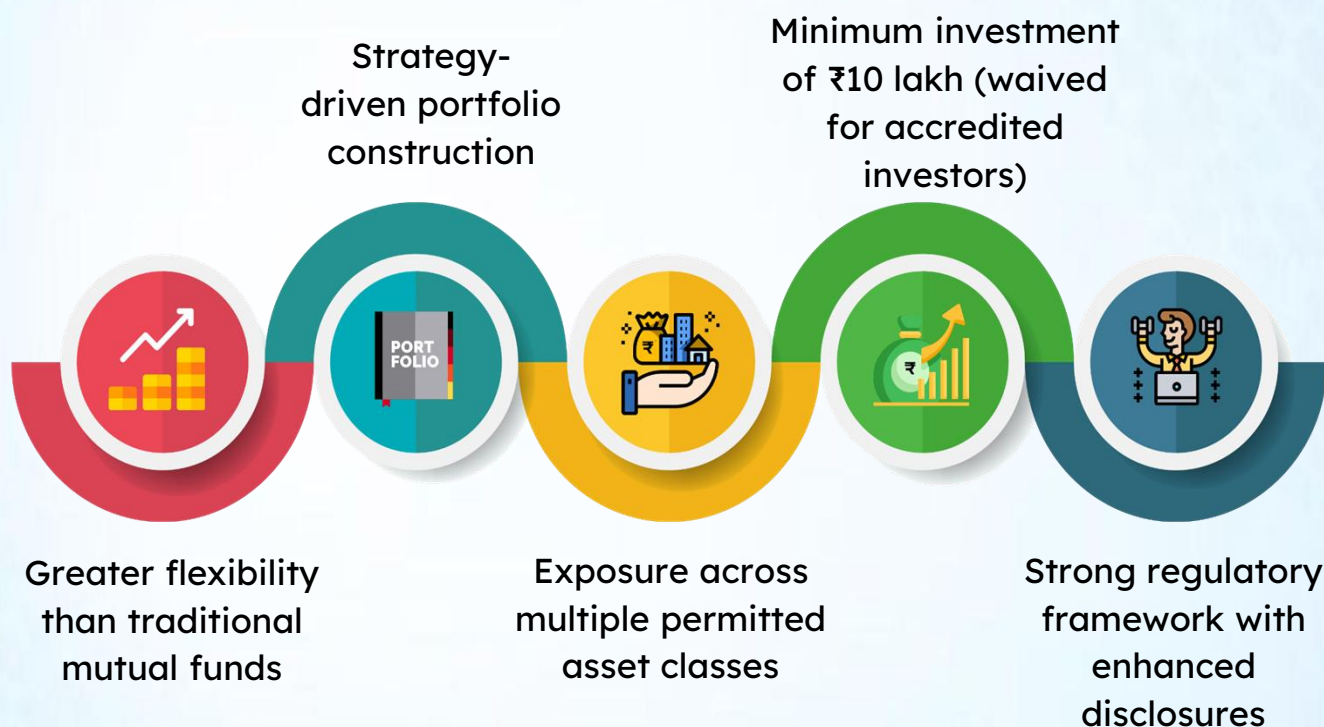 Strategy-
driven portfolio
construction
Minimum investment
of ₹10 lakh (waived
for accredited
investors)
PORT
FOLIO
₹
₹
Greater flexibility
than traditional
mutual funds
Exposure across
multiple permitted
asset classes
Strong regulatory
framework with
enhanced
disclosures